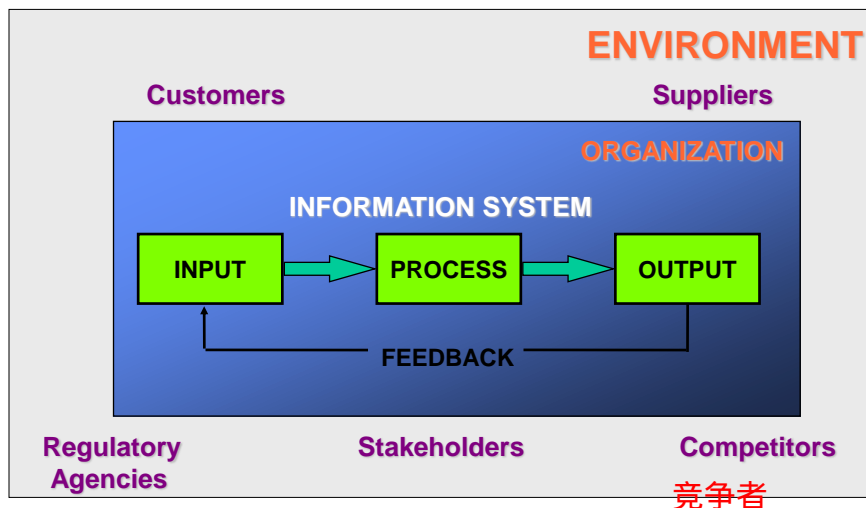 ENVIRONMENT
Customers
Suppliers
ORGANIZATION
INFORMATION SYSTEM
INPUT
PROCESS
OUTPUT
FEEDBACK
Regulatory
Agencies
Stakeholders
Competitors
竞争者